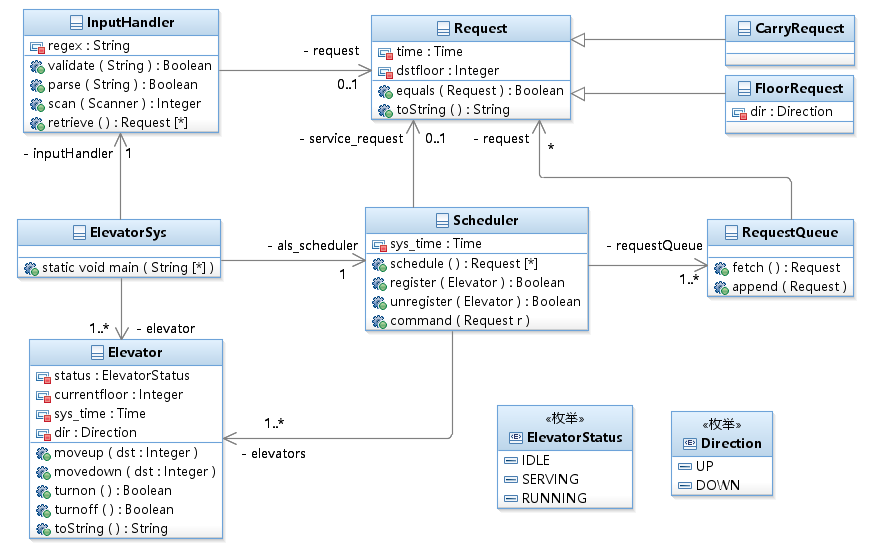 InputHandler
regex : String
validate ( String ) : Boolean
parse ( String ) : Boolean
scan ( Scanner ) : Integer
retrieve ( ) : Request [*]
- request
0..1
Request
time : Time
dstfloor : Integer
equals ( Request ) : Boolean
toString ( ) : String
CarryRequest
FloorRequest
dir : Direction
- inputHandler
1
- service_request
0..1
- request
*
ElevatorSys
static void main ( String [*] )
- als_scheduler
1
Scheduler
sys_time : Time
schedule ( ) : Request [*]
register ( Elevator ) : Boolean
unregister ( Elevator ) : Boolean
command ( Request r )
- requestQueue
1..*
RequestQueue
fetch ( ) : Request
append ( Request )
1..*
- elevator
Elevator
status : ElevatorStatus
currentfloor : Integer
sys_time : Time
dir : Direction
moveup ( dst : Integer )
movedown ( dst : Integer )
turnon ( ) : Boolean
turnoff ( ) : Boolean
toString ( ) : String
1..*
- elevators
«枚举»
ElevatorStatus
IDLE
SERVING
RUNNING
«枚举»
Direction
UP
DOWN